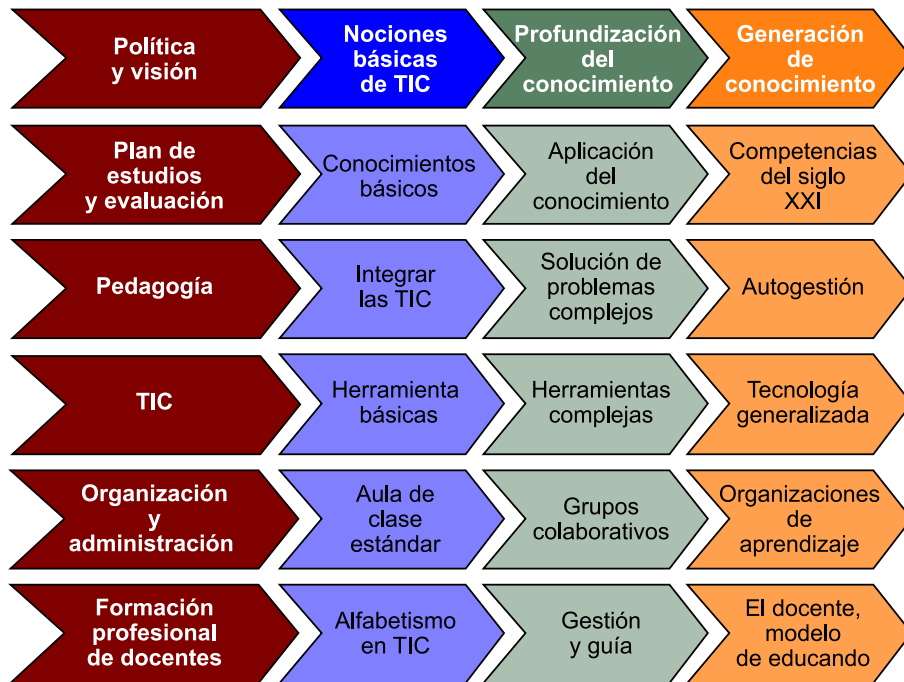 Política
y visión
Nociones
básicas
de TIC
Profundización
del
conocimiento
Generación
de
conocimiento
Plan de
estudios
y evaluación
Conocimientos
básicos
Aplicación
del
conocimiento
Competencias
del siglo
XXI
Pedagogía
Integrar
las TIC
Solución de
problemas
complejos
Autogestión
TIC
Herramienta
básicas
Herramientas
complejas
Tecnología
generalizada
Organización
y
administración
Aula de
clase
estándar
Grupos
colaborativos
Organizaciones
de
aprendizaje
Formación
profesional
de docentes
Alfabetismo
en TIC
Gestión
y guía
El docente,
modelo
de educando